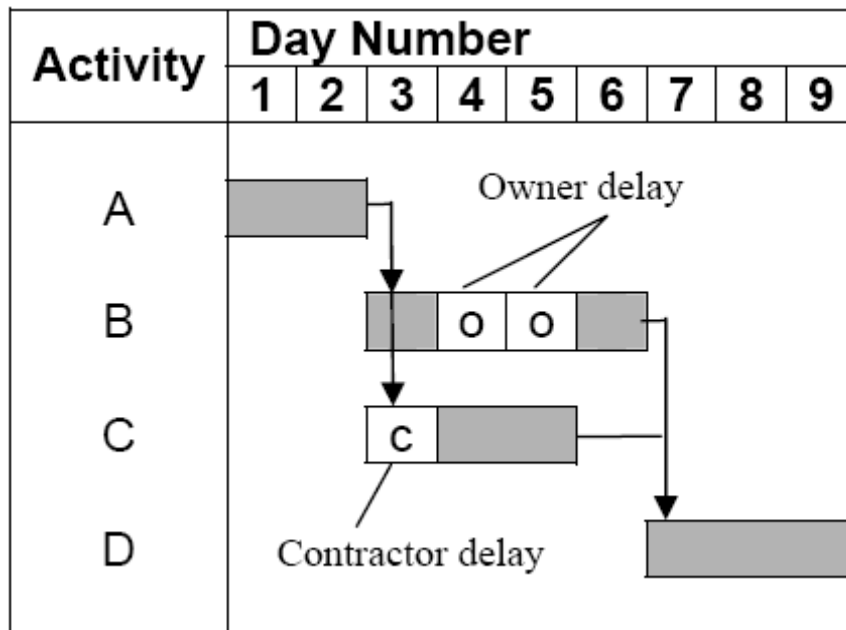 Activity
Day Number
1 2 3 4 5 6 7 8 9
Owner delay
A
B
o o
C
c
Contractor delay
D